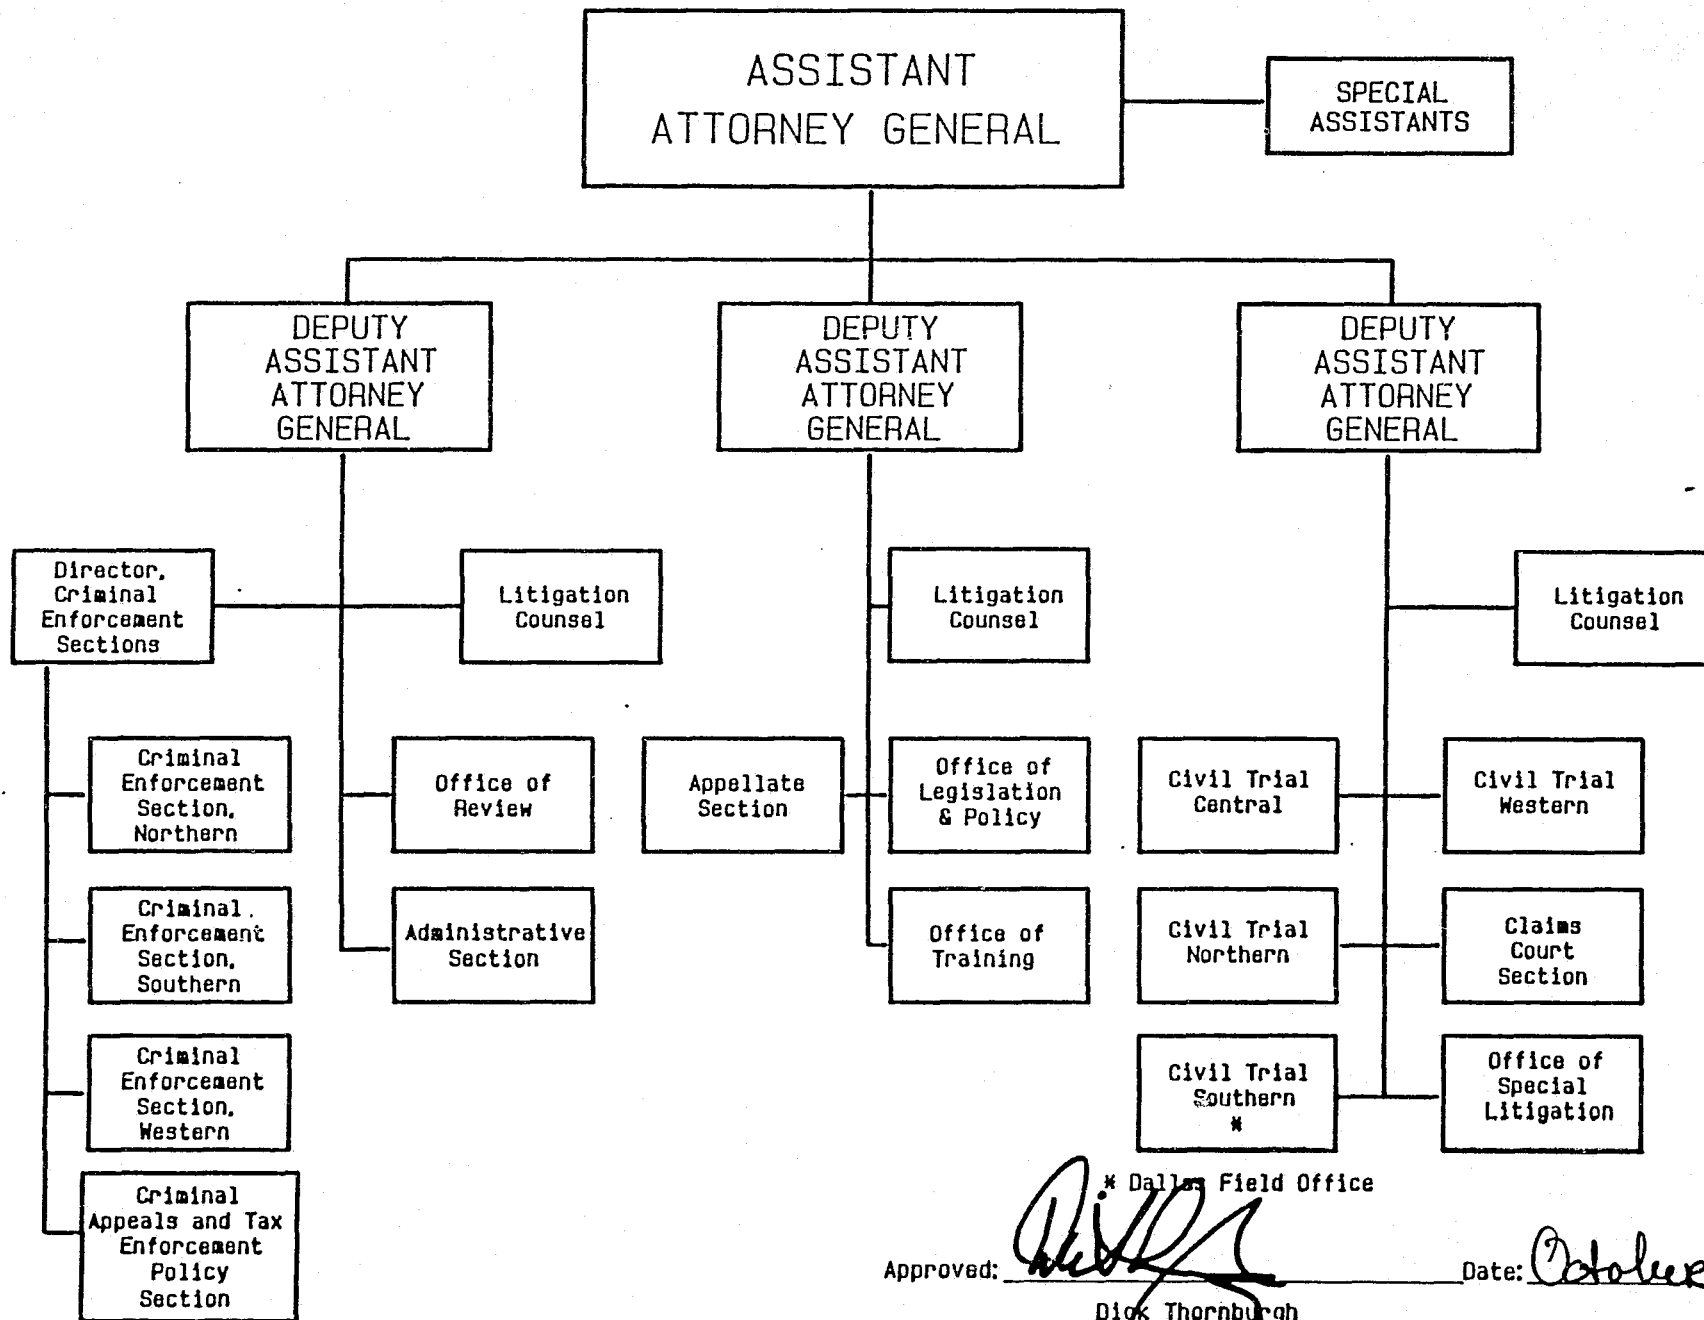 ASSISTANT
ATTORNEY GENERAL
SPECIAL
ASSISTANTS
DEPUTY
ASSISTANT
ATTORNEY
GENERAL
DEPUTY
ASSISTANT
ATTORNEY
GENERAL
DEPUTY
ASSISTANT
ATTORNEY
GENERAL
Director,
Criminal
Enforcement
Sections
Litigation
Counsel
Litigation
Counsel
Litigation
Counsel
Criminal
Enforcement
Section,
Northern
Office of
Review
Appellate
Section
Office of
Legislation
& Policy
Civil Trial
Central
Civil Trial
Western
Criminal
Enforcement
Section,
Southern
Administrative
Section
Office of
Training
Civil Trial
Northern
Claims
Court
Section
Criminal
Enforcement
Section,
Western
Civil Trial
Southern
*
Office of
Special
Litigation
Criminal
Appeals and Tax
Enforcement
Policy
Section
* Dallas Field Office
Approved: Date: October
Dick Thornburgh